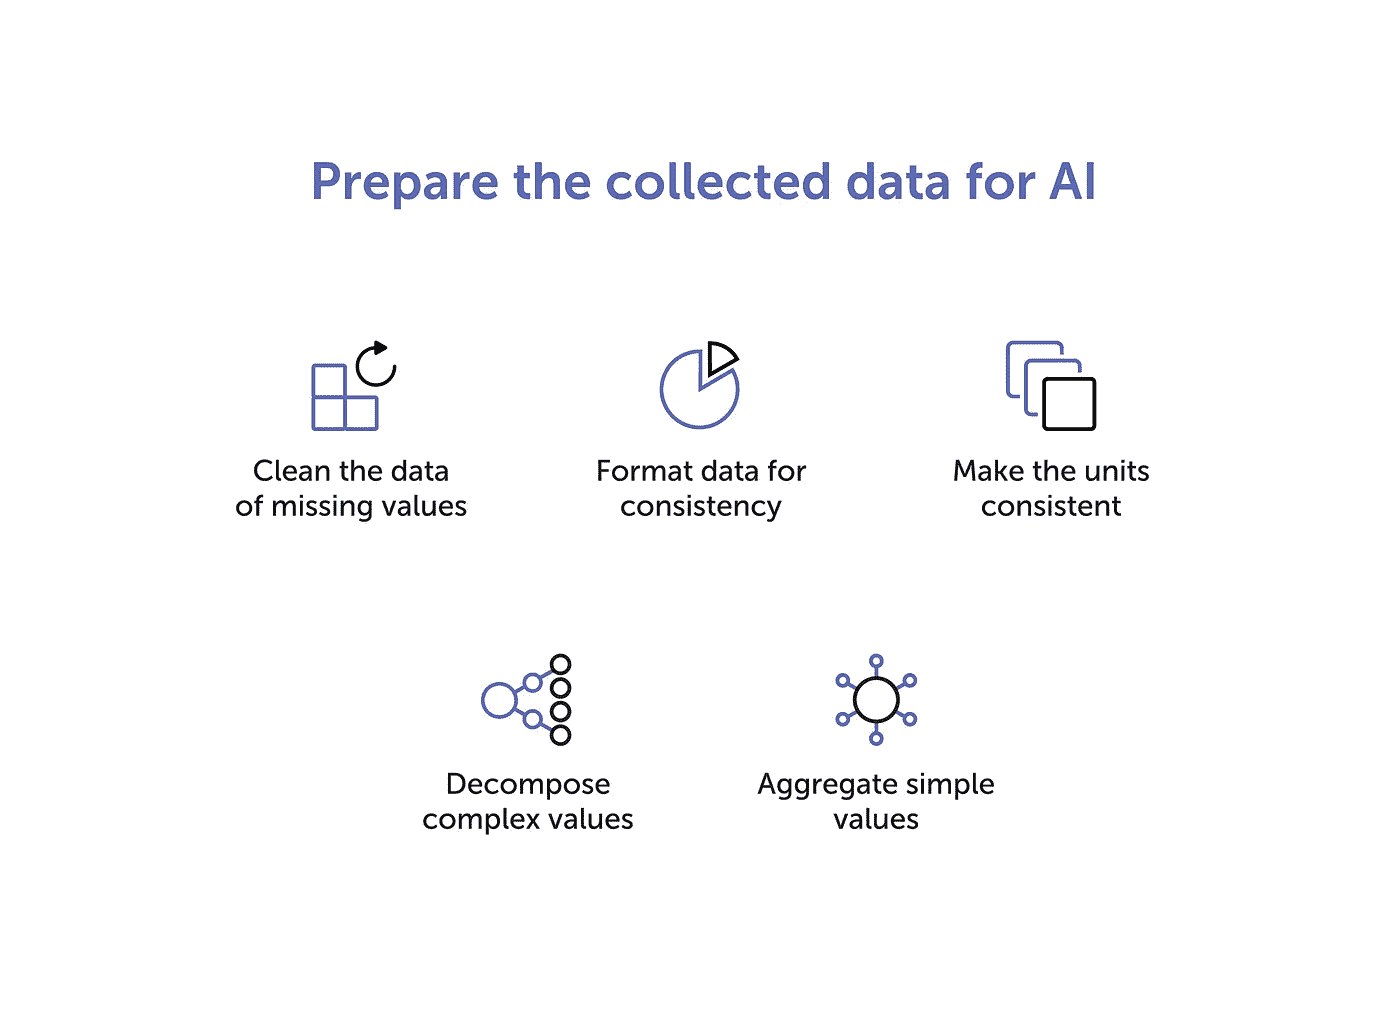 Prepare the collected data for AI
Clean the data
of missing values
Format data for
consistency
Make the units
consistent
Decompose
complex values
Aggregate simple
values